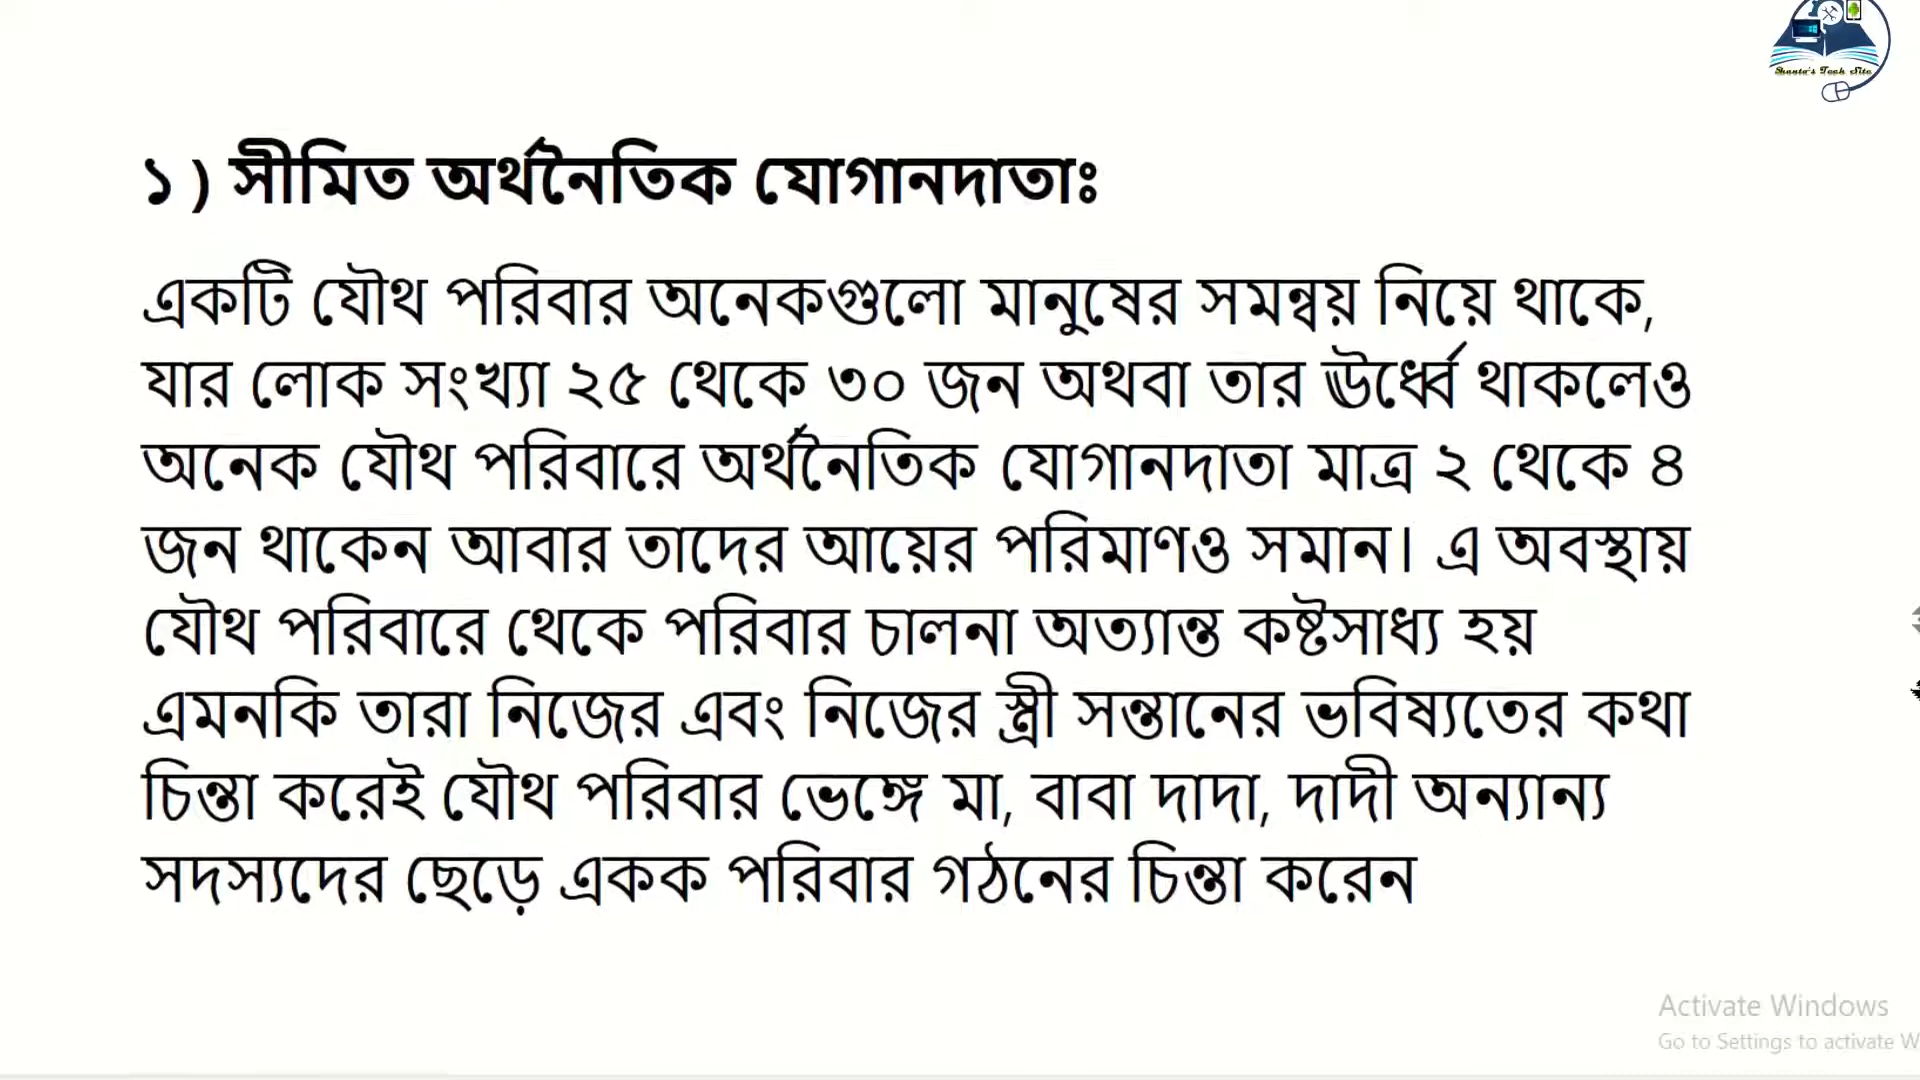 Shanta's Tech Site
১ ) সীমিত অর্থনৈতিক যোগানদাতাঃ
একটি যৌথ পরিবার অনেকগুলো মানুষের সমন্বয় নিয়ে থাকে,
যার লোক সংখ্যা ২৫ থেকে ৩০ জন অথবা তার ঊর্ধ্বে থাকলেও
অনেক যৌথ পরিবারে অর্থনৈতিক যোগানদাতা মাত্র ২ থেকে ৪
জন থাকেন আবার তাদের আয়ের পরিমাণও সমান। এ অবস্থায়
যৌথ পরিবারে থেকে পরিবার চালনা অত্যান্ত কষ্টসাধ্য হয়
এমনকি তারা নিজের এবং নিজের স্ত্রী সন্তানের ভবিষ্যতের কথা
চিন্তা করেই যৌথ পরিবার ভেঙ্গে মা, বাবা দাদা, দাদী অন্যান্য
সদস্যদের ছেড়ে একক পরিবার গঠনের চিন্তা করেন
Activate Windows
Go to Settings to activate W